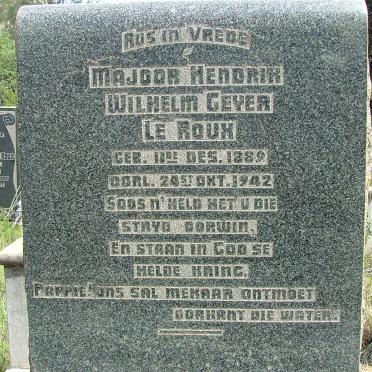 RUS IN VREDE
MAJOOR HENDRIK
WILHELM GEYER
LE ROUX
GEB. 11DE DES. 1889
OORL. 24STE OKT. 1942
SOOS N' HELD HET U DIE
STRYD OORWIN,
EN STAAN IN GOD SE
HELDE KRING.
PAPPIE! ONS SAL MEKAAR ONTMOET
OORKANT DIE WATER!